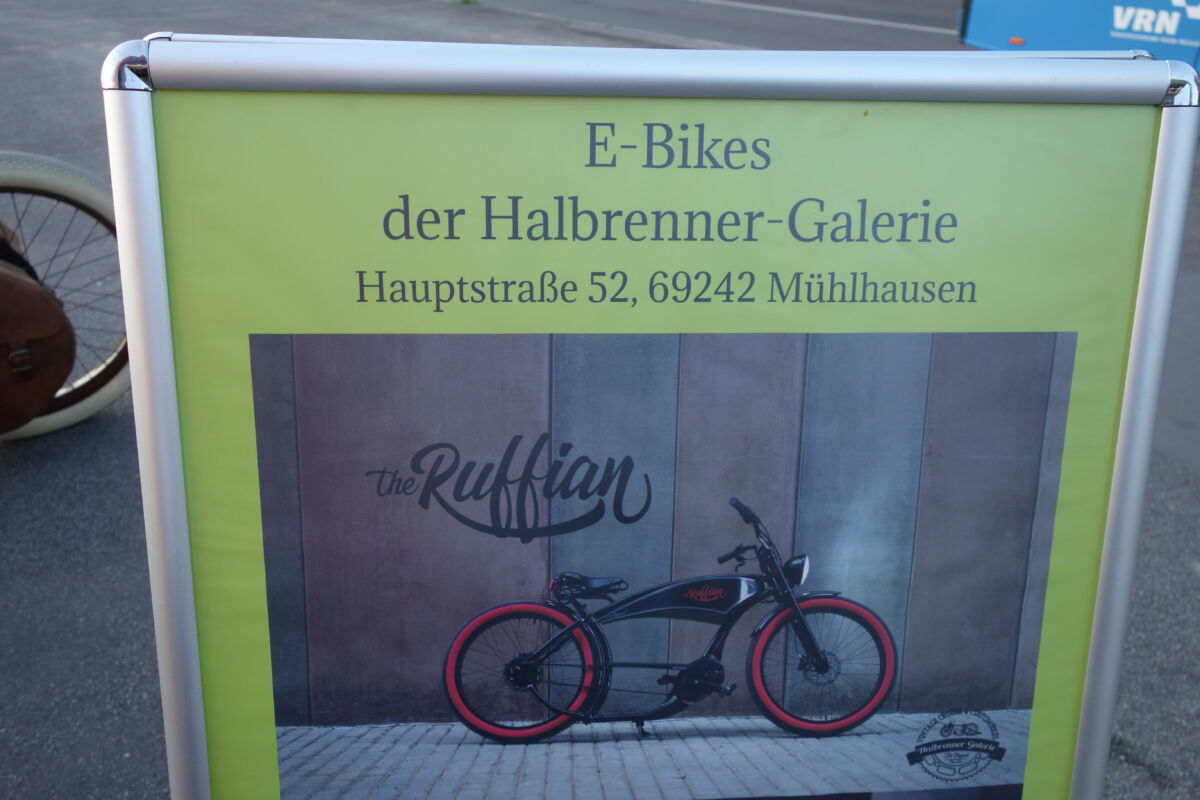 VRN
E-Bikes
der Halbrenner-Galerie
Hauptstraße 52, 69242 Mühlhausen
the Ruffian
Ruffian
Halbrenner Galerie